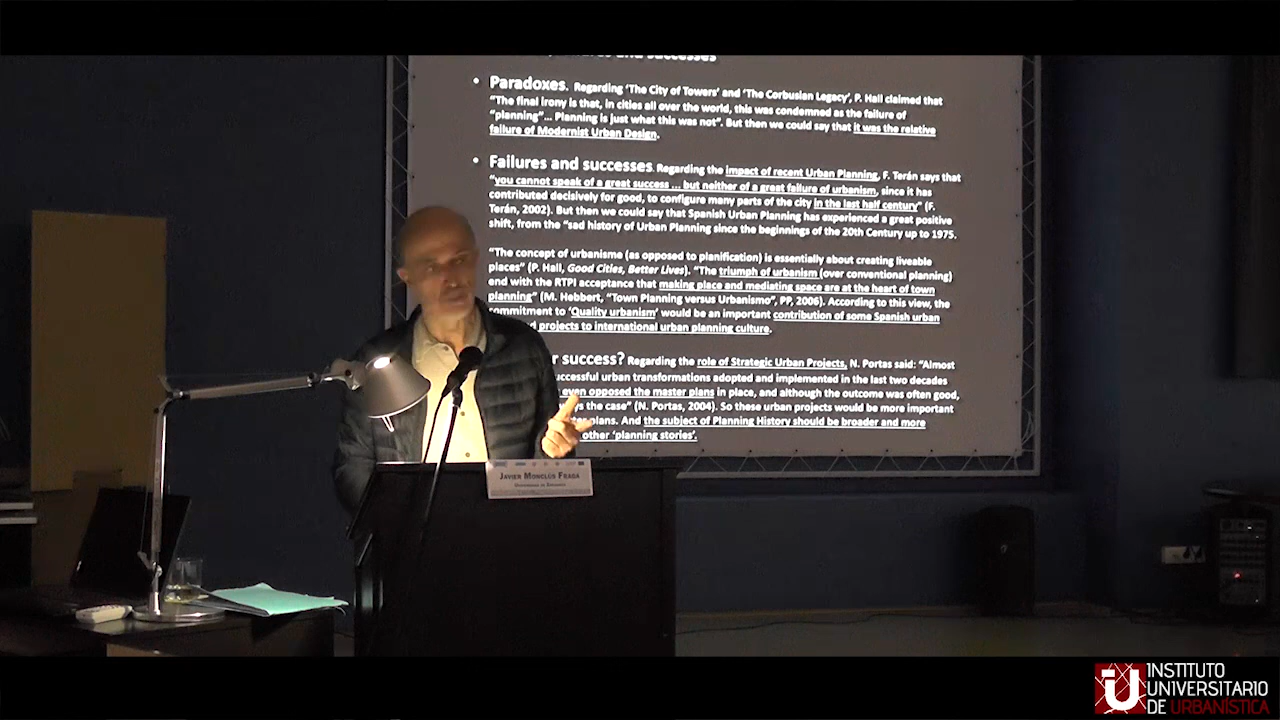 and successes
• Paradoxes. Regarding 'The City of Towers' and 'The Corbusian Legacy', P. Hall claimed that
"The final irony is that, in cities all over the world, this was condemned as the failure of
"planning"... Planning is just what this was not". But then we could say that it was the relative
failure of Modernist Urban Design.
• Failures and successes. Regarding the impact of recent Urban Planning, F. Terán says that
"you cannot speak of a great success ... but neither of a great failure of urbanism, since it has
contributed decisively for good, to configure many parts of the city in the last half century" (F.
Terán, 2002). But then we could say that Spanish Urban Planning has experienced a great positive
shift, from the "sad history of Urban Planning since the beginnings of the 20th Century up to 1975.
"The concept of urbanisme (as opposed to planification) is essentially about creating liveable
places" (P. Hall, Good Cities, Better Lives). "The triumph of urbanism (over conventional planning)
end with the RTPI acceptance that making place and mediating space are at the heart of town
planning" (M. Hebbert, "Town Planning versus Urbanismo", PP, 2006). According to this view, the
commitment to 'Quality urbanism' would be an important contribution of some Spanish urban
projects to international urban planning culture.
success? Regarding the role of Strategic Urban Projects, N. Portas said: "Almost
urban transformations adopted and implemented in the last two decades
even opposed the master plans in place, and although the outcome was often good,
the case" (N. Portas, 2004). So these urban projects would be more important
plans. And the subject of Planning History should be broader and more
other 'planning stories'.
JAVIER MONCLÚS FRAGA
INSTITUTO
UNIVERSITARIO
DE URBANÍSTICA